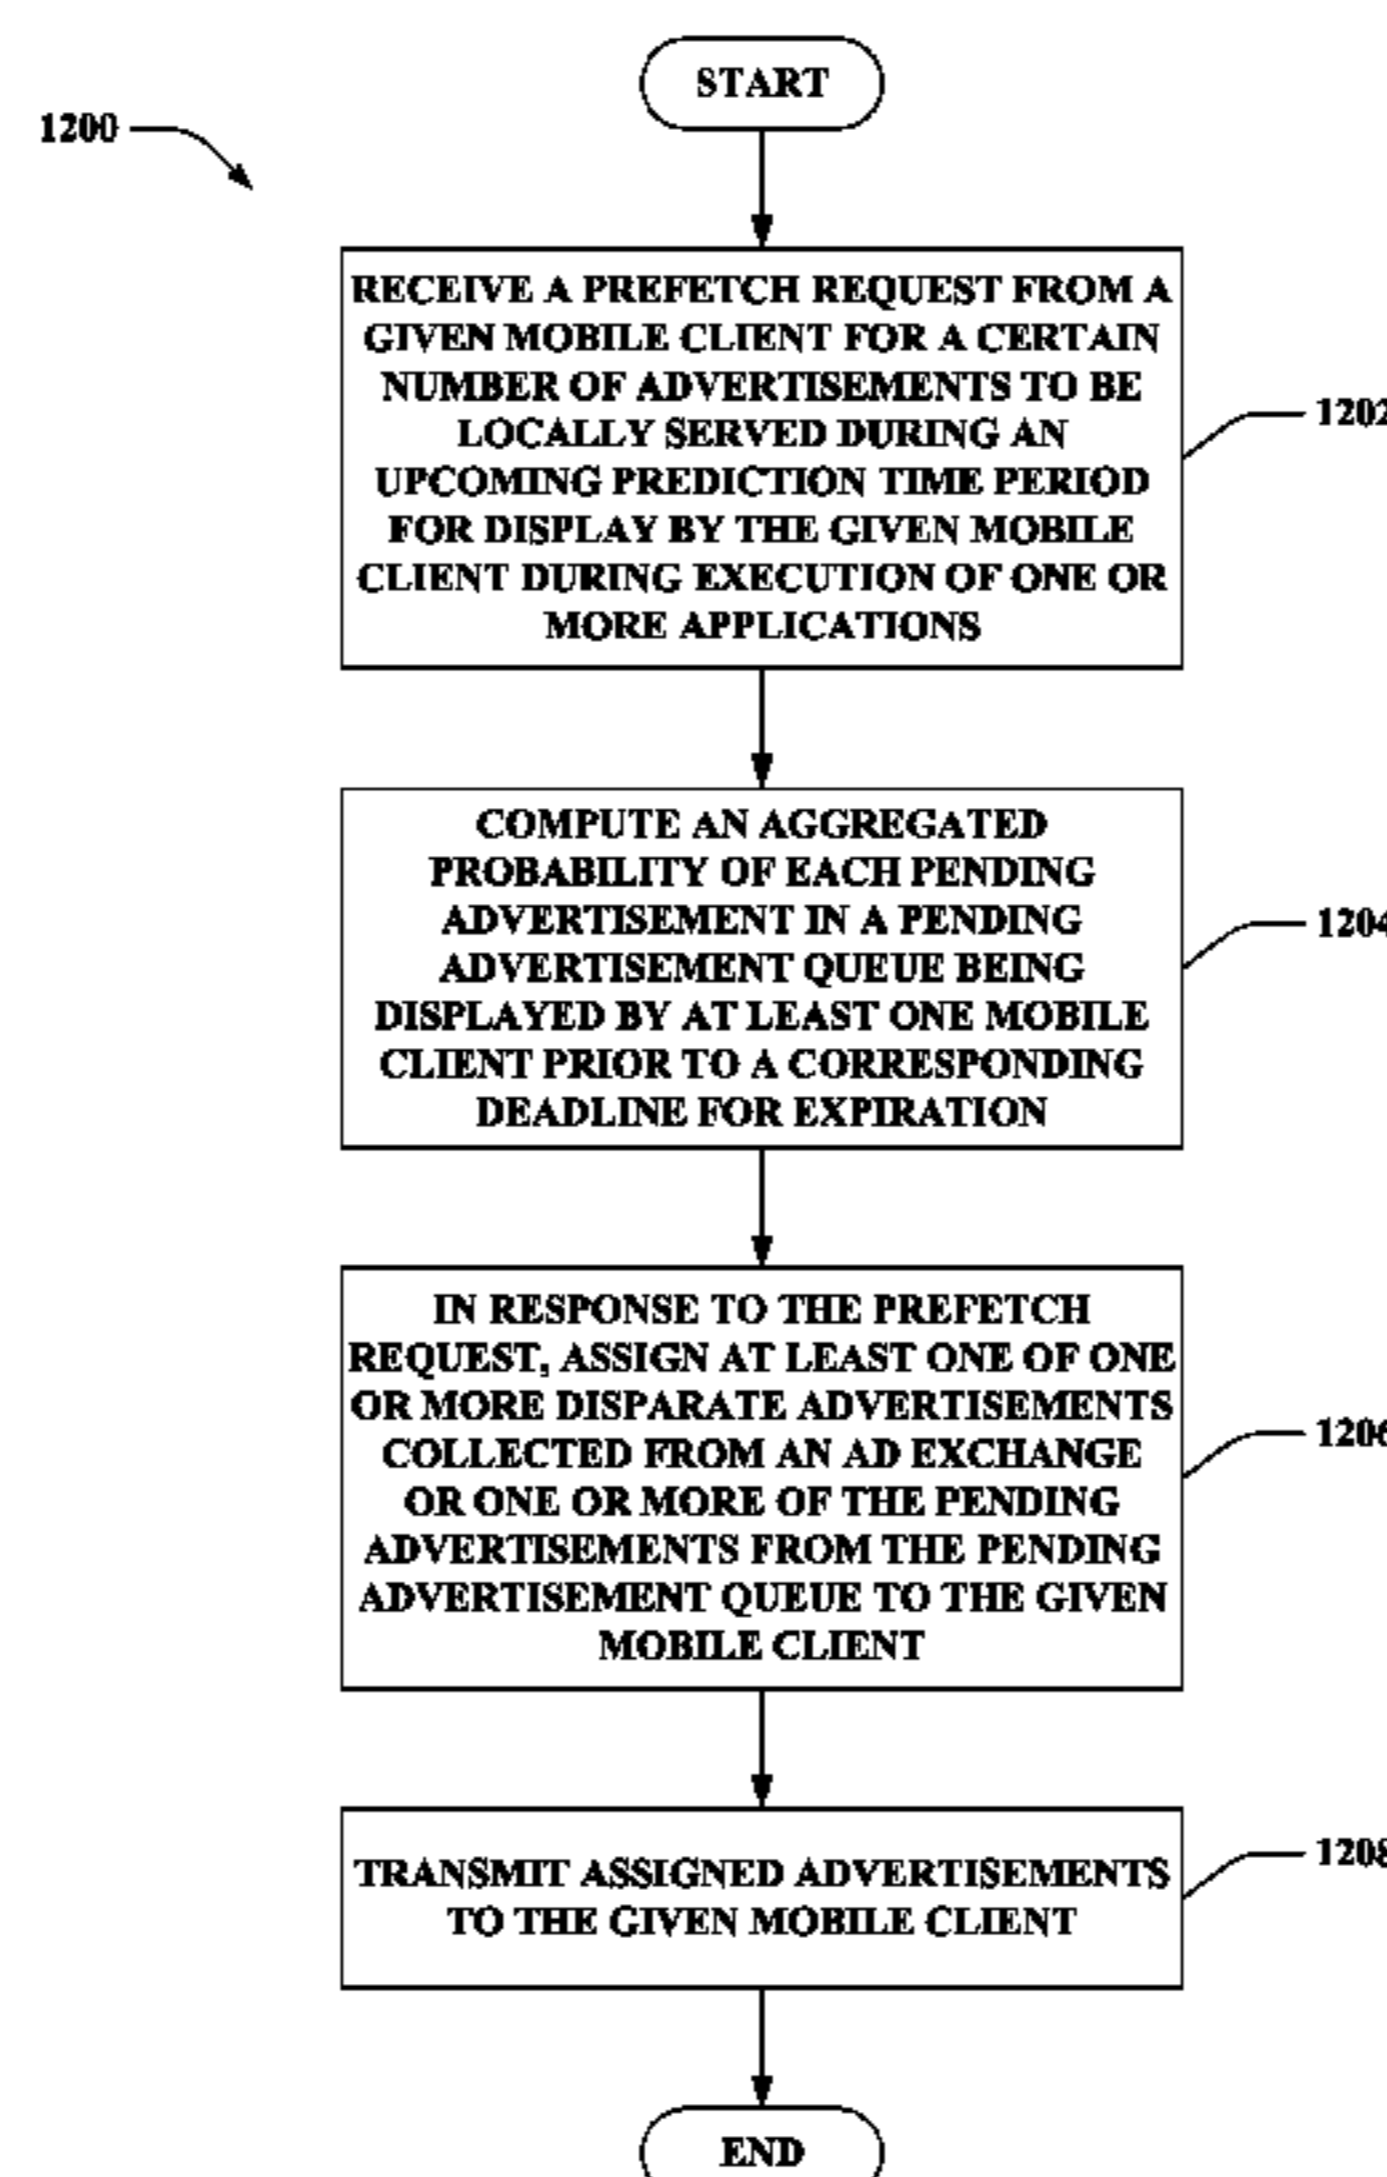 START
1200
RECEIVE A PREFETCH REQUEST FROM A
GIVEN MOBILE CLIENT FOR A CERTAIN
NUMBER OF ADVERTISEMENTS TO BE
LOCALLY SERVED DURING AN
UPCOMING PREDICTION TIME PERIOD
FOR DISPLAY BY THE GIVEN MOBILE
CLIENT DURING EXECUTION OF ONE OR
MORE APPLICATIONS
1202
COMPUTE AN AGGREGATED
PROBABILITY OF EACH PENDING
ADVERTISEMENT IN A PENDING
ADVERTISEMENT QUEUE BEING
DISPLAYED BY AT LEAST ONE MOBILE
CLIENT PRIOR TO A CORRESPONDING
DEADLINE FOR EXPIRATION
1204
IN RESPONSE TO THE PREFETCH
REQUEST, ASSIGN AT LEAST ONE OF ONE
OR MORE DISPARATE ADVERTISEMENTS
COLLECTED FROM AN AD EXCHANGE
OR ONE OR MORE OF THE PENDING
ADVERTISEMENTS FROM THE PENDING
ADVERTISEMENT QUEUE TO THE GIVEN
MOBILE CLIENT
1206
TRANSMIT ASSIGNED ADVERTISEMENTS
TO THE GIVEN MOBILE CLIENT
1208
END